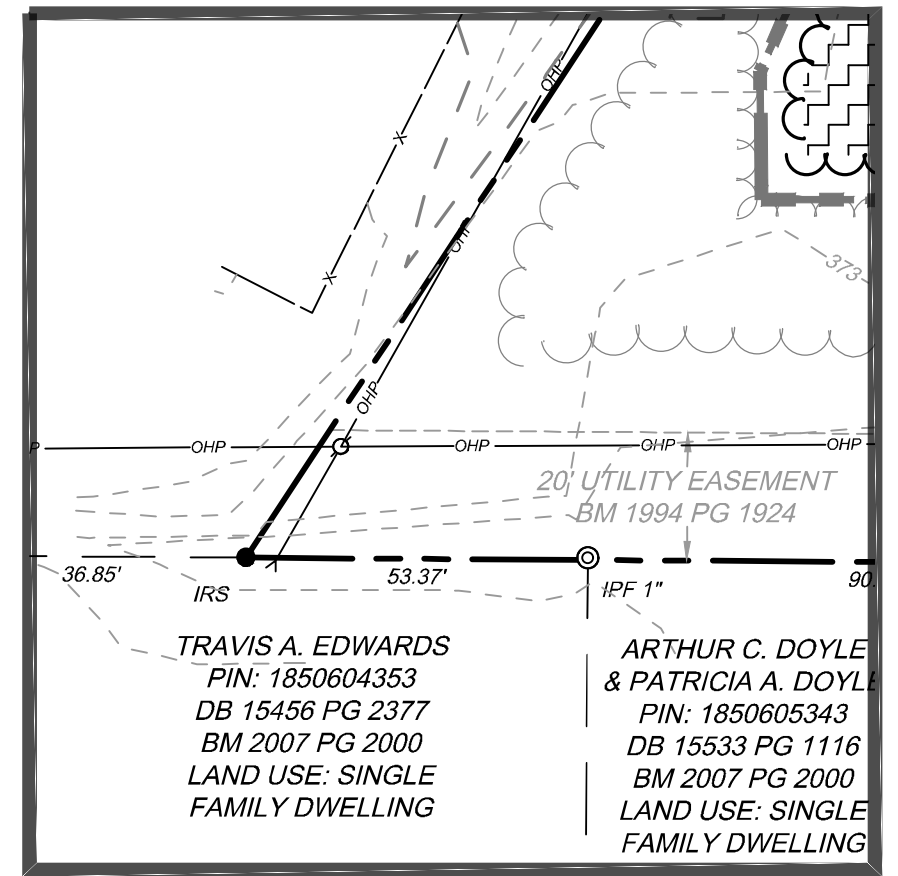 OHP
OHP
373
OHP
P
OHP
OHP
OHP
OHP
20' UTILITY EASEMENT
BM 1994 PG 1924
36.85'
53.37'
90.
IRS
IPF 1"
TRAVIS A. EDWARDS
PIN: 1850604353
DB 15456 PG 2377
BM 2007 PG 2000
LAND USE: SINGLE
FAMILY DWELLING
ARTHUR C. DOYLE
& PATRICIA A. DOYLE
PIN: 1850605343
DB 15533 PG 1116
BM 2007 PG 2000
LAND USE: SINGLE
FAMILY DWELLING